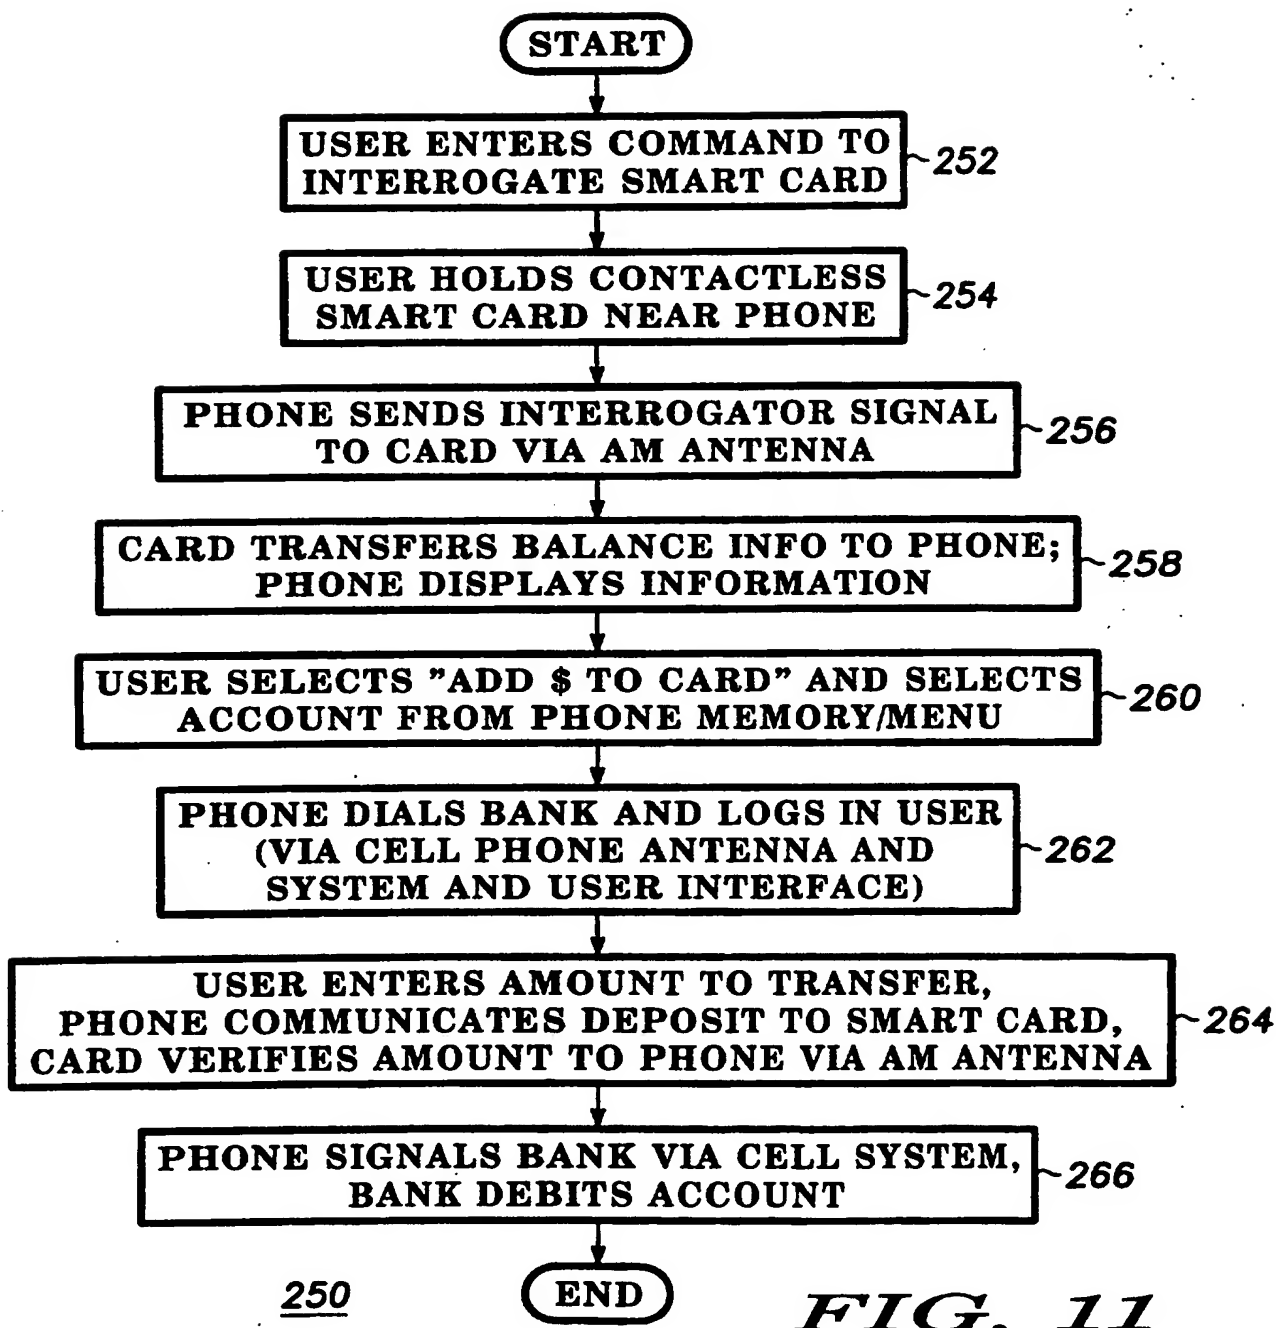 START
USER ENTERS COMMAND TO
INTERROGATE SMART CARD
252
USER HOLDS CONTACTLESS
SMART CARD NEAR PHONE
254
PHONE SENDS INTERROGATOR SIGNAL
TO CARD VIA AM ANTENNA
256
CARD TRANSFERS BALANCE INFO TO PHONE;
PHONE DISPLAYS INFORMATION
258
USER SELECTS "ADD $ TO CARD" AND SELECTS
ACCOUNT FROM PHONE MEMORY/MENU
260
PHONE DIALS BANK AND LOGS IN USER
(VIA CELL PHONE ANTENNA AND
SYSTEM AND USER INTERFACE)
262
USER ENTERS AMOUNT TO TRANSFER,
PHONE COMMUNICATES DEPOSIT TO SMART CARD,
CARD VERIFIES AMOUNT TO PHONE VIA AM ANTENNA
264
PHONE SIGNALS BANK VIA CELL SYSTEM,
BANK DEBITS ACCOUNT
266
END
250
FIG. 11